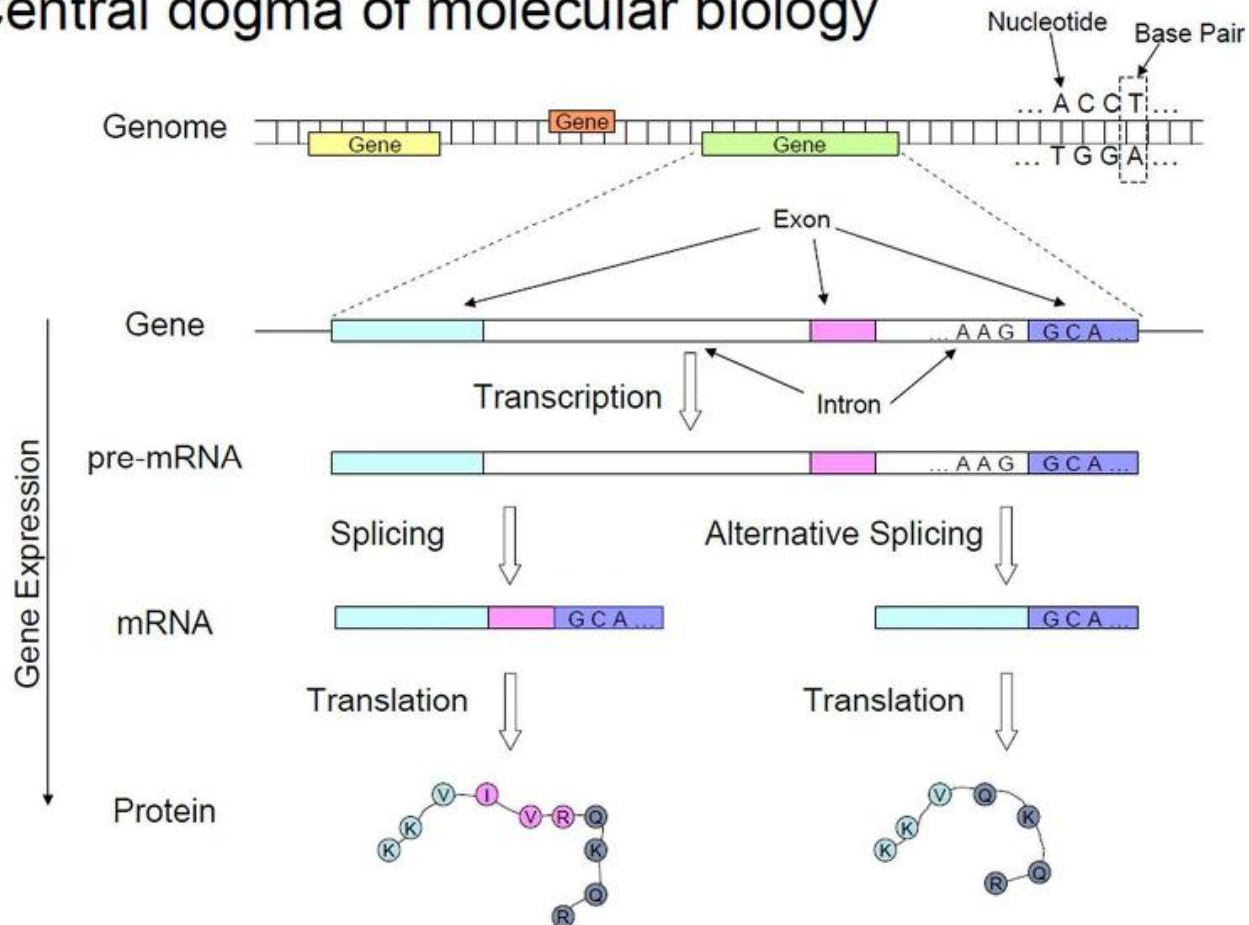 Central dogma of molecular biology
Nucleotide
Base Pair
... A C C T ...
Genome
Gene
Gene
Gene
... T G G A ...
Exon
Gene
... A A G G C A ...
Transcription
Intron
pre-mRNA
... A A G G C A ...
Gene Expression
Splicing
Alternative Splicing
mRNA
G C A ...
G C A ...
Translation
Translation
Protein
K K V I V R Q K Q R
K K V Q K Q R